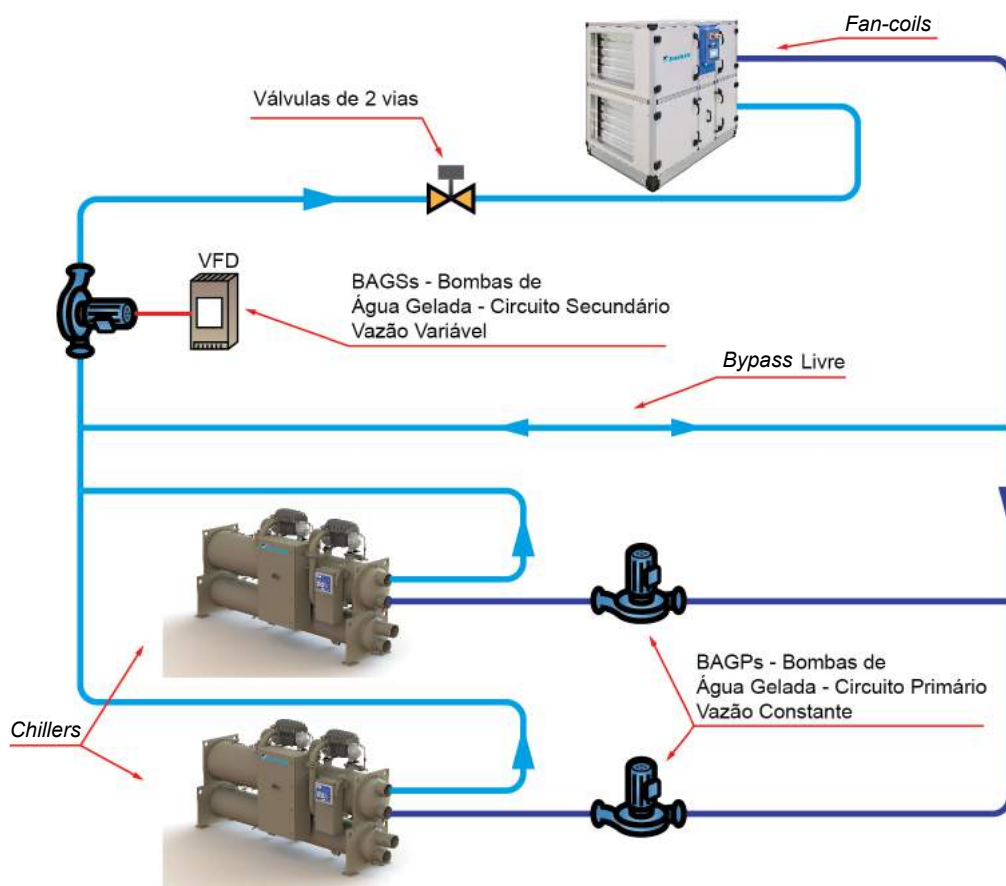 Fan-coils
Válvulas de 2 vias
VFD
BAGSs - Bombas de
Água Gelada - Circuito Secundário
Vazão Variável
Bypass Livre
BAGPs - Bombas de
Água Gelada - Circuito Primário
Vazão Constante
Chillers